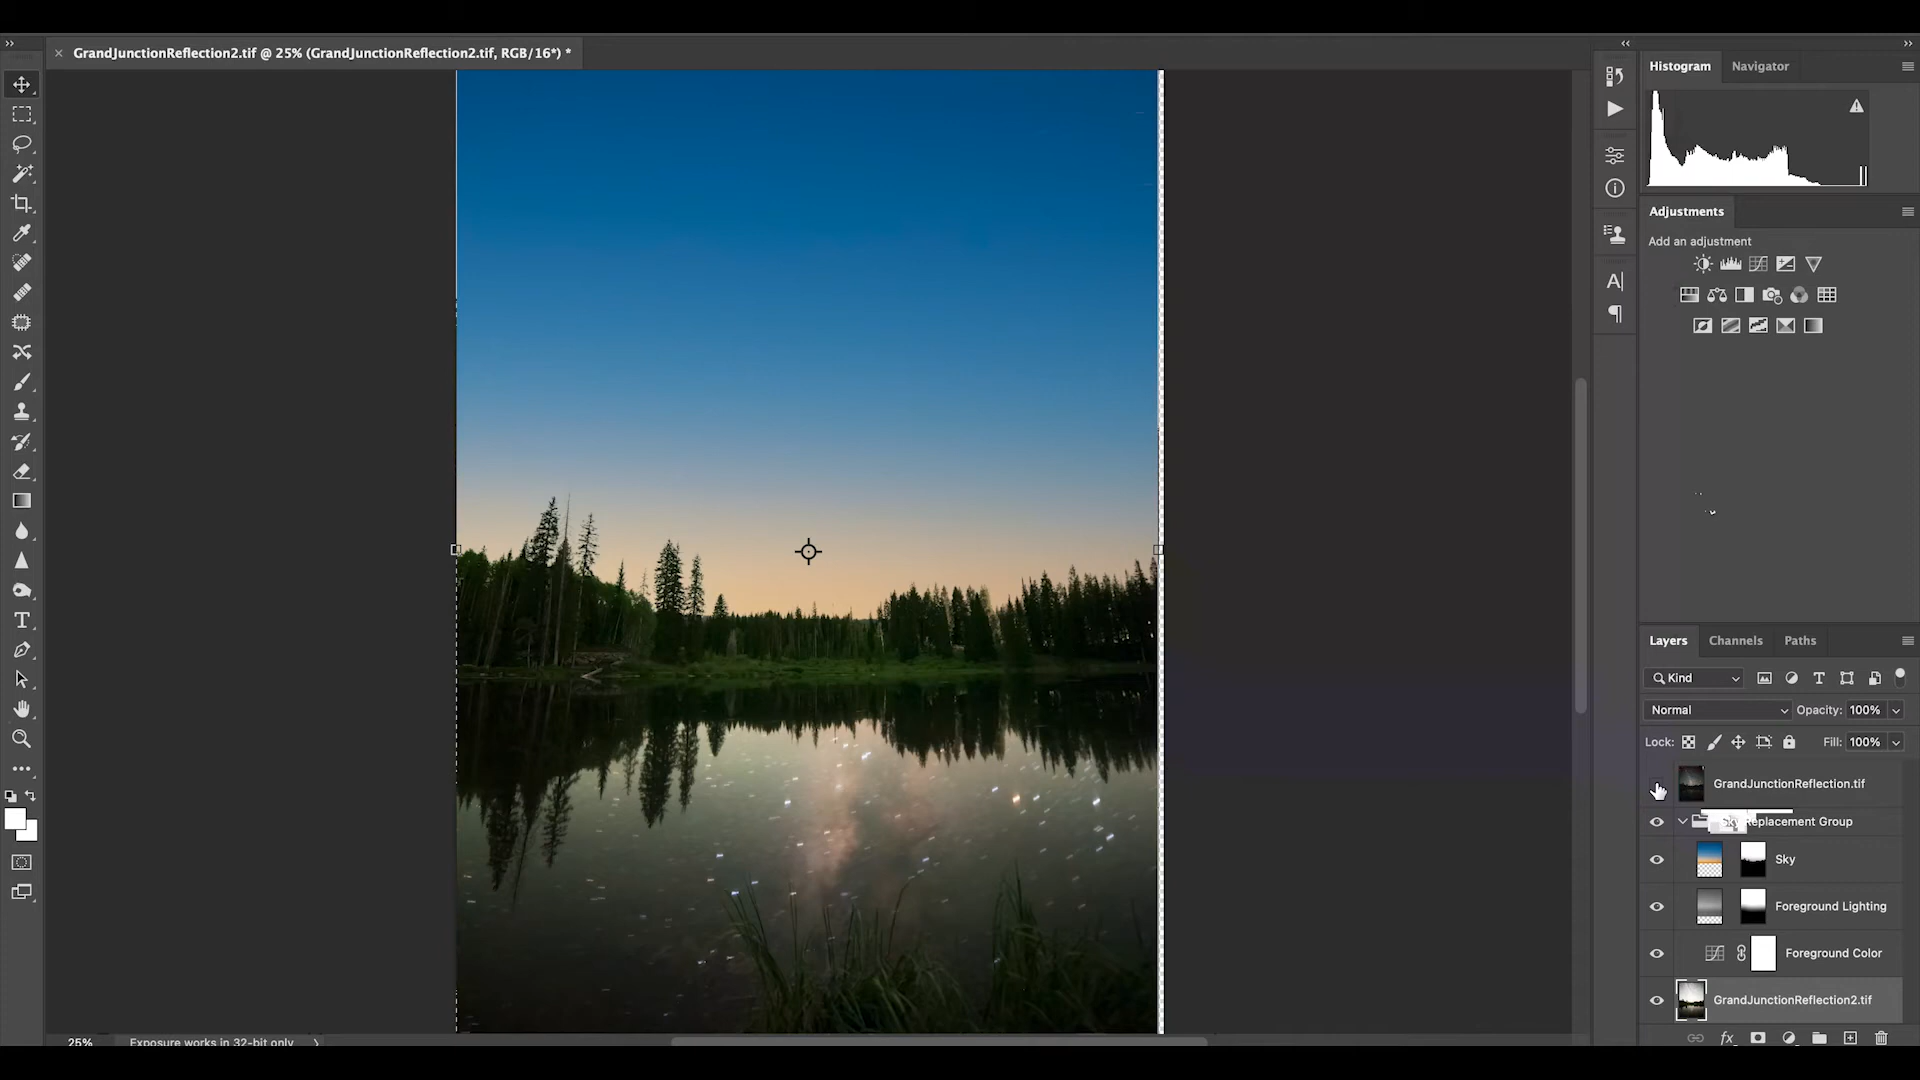 GrandJunctionReflection2.tif @ 25% (GrandJunctionReflection2.tif, RGB/16*) *
Histogram
Navigator
Adjustments
Add an adjustment
Layers
Channels
Paths
Kind
Normal
Opacity: 100%
Lock:
Fill: 100%
GrandJunctionReflection.tif
Sky Replacement Group
Sky
Foreground Lighting
Foreground Color
GrandJunctionReflection2.tif
25%
Exposure works in 32-bit only
fx